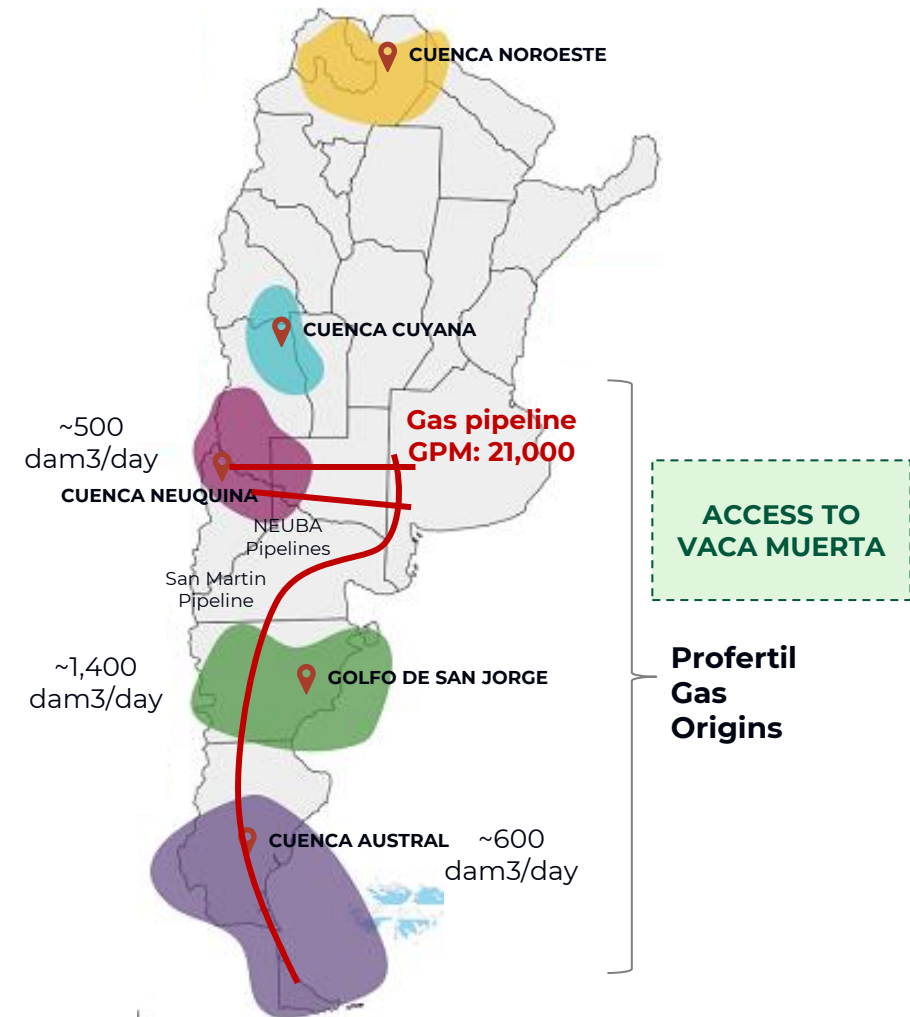 CUENCA NOROESTE
CUENCA CUYANA
Gas pipeline
GPM: 21,000
~500
dam3/day
CUENCA NEUQUINA
NEUBA
Pipelines
San Martin
Pipeline
ACCESS TO
VACA MUERTA
~1,400
dam3/day
GOLFO DE SAN JORGE
Profertil
Gas
Origins
CUENCA AUSTRAL
~600
dam3/day